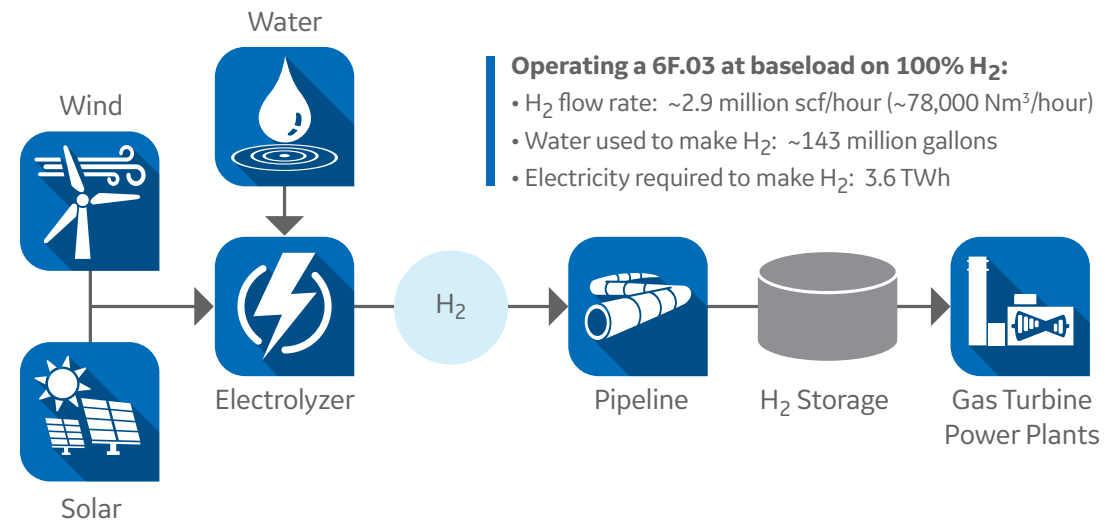 Water
Operating a 6F.03 at baseload on 100% H₂:
• H₂ flow rate: ~2.9 million scf/hour (~78,000 Nm³/hour)
• Water used to make H₂: ~143 million gallons
• Electricity required to make H₂: 3.6 TWh
Wind
H₂
Electrolyzer
Pipeline
H₂ Storage
Gas Turbine
Power Plants
Solar